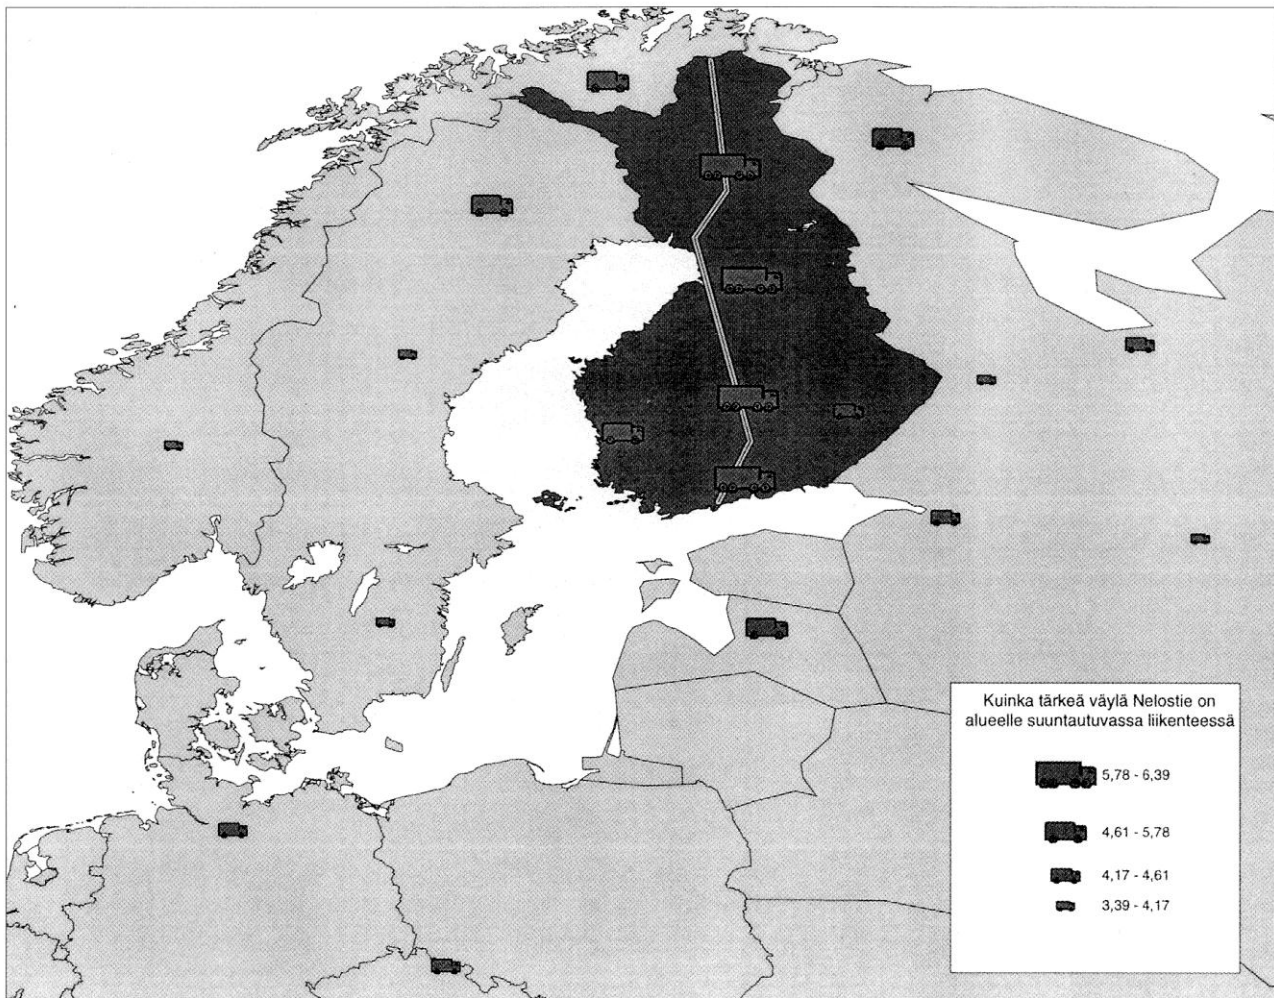 Kuinka tärkeä väylä Nelostie on
alueelle suuntautuvassa liikenteessä
5,78 - 6,39
4,61 - 5,78
4,17 - 4,61
3,39 - 4,17